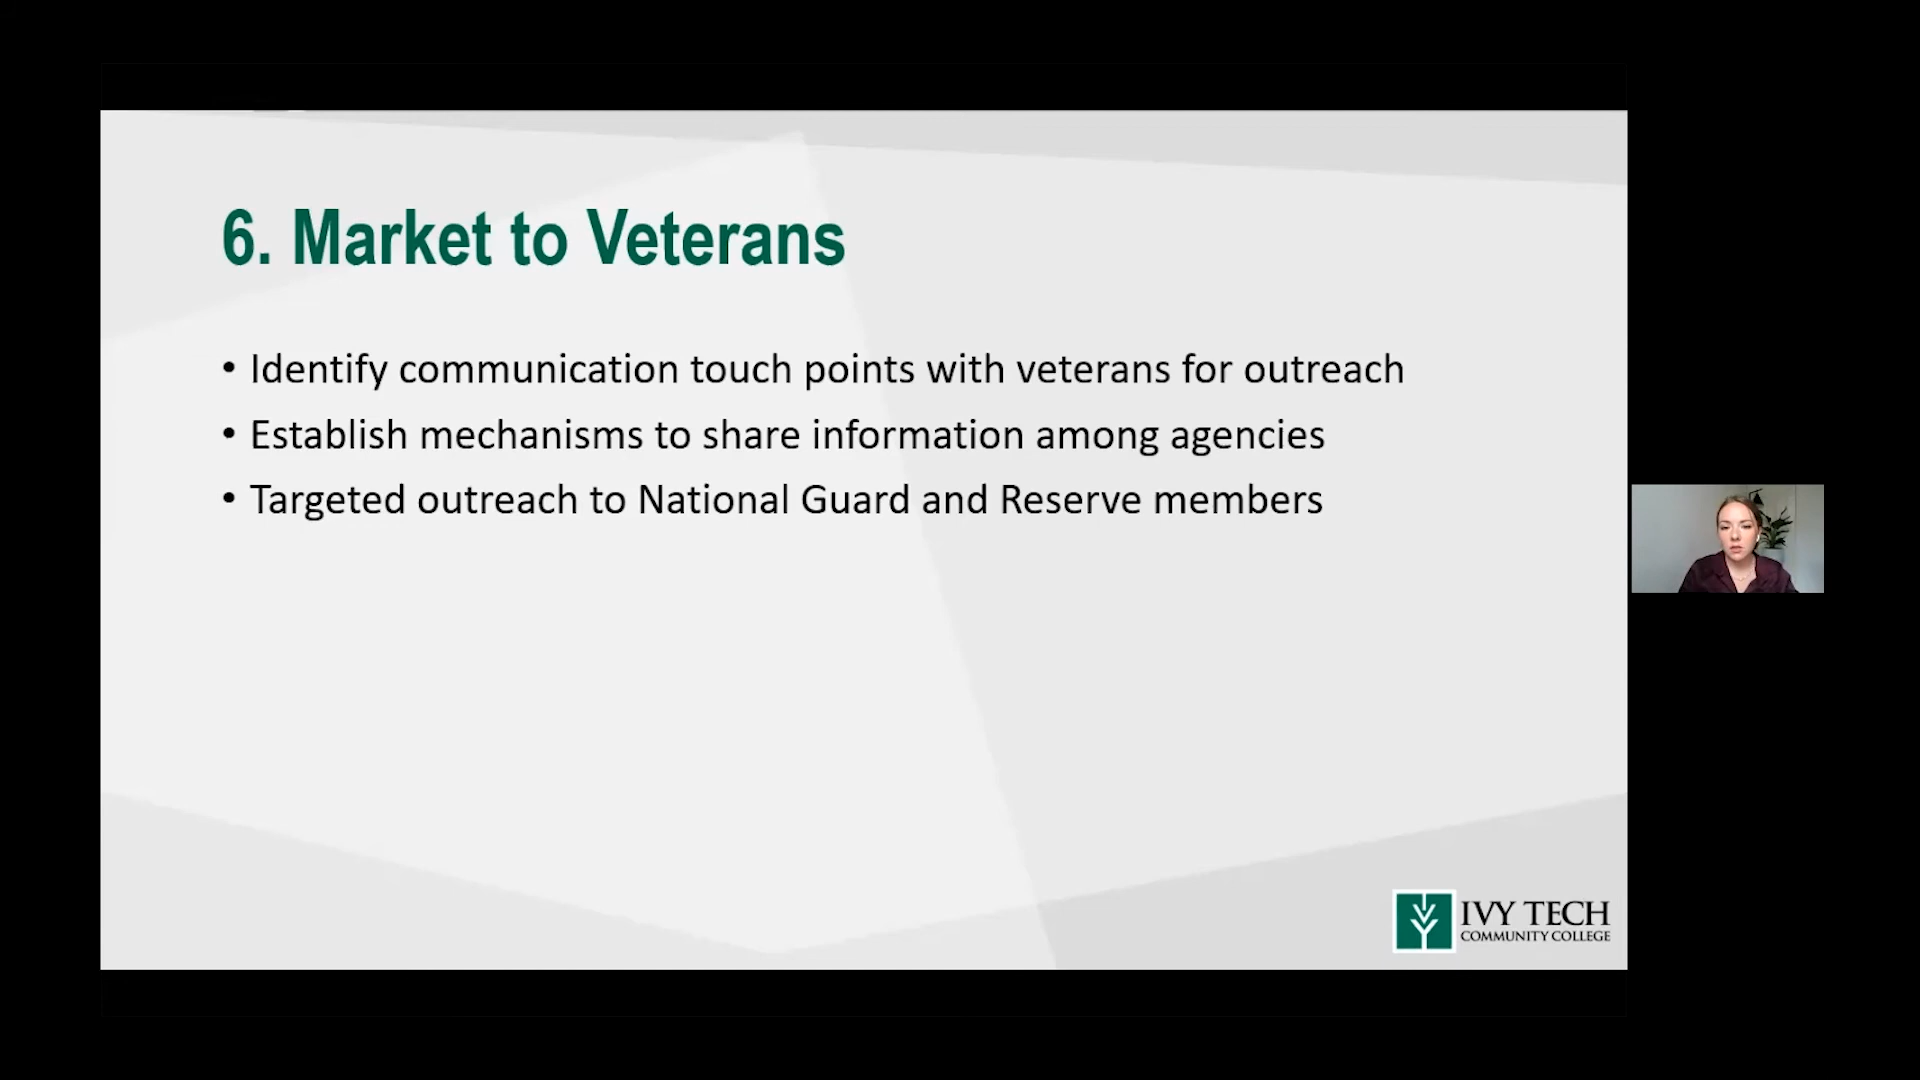 6. Market to Veterans
• Identify communication touch points with veterans for outreach
• Establish mechanisms to share information among agencies
• Targeted outreach to National Guard and Reserve members
IVY TECH
COMMUNITY COLLEGE